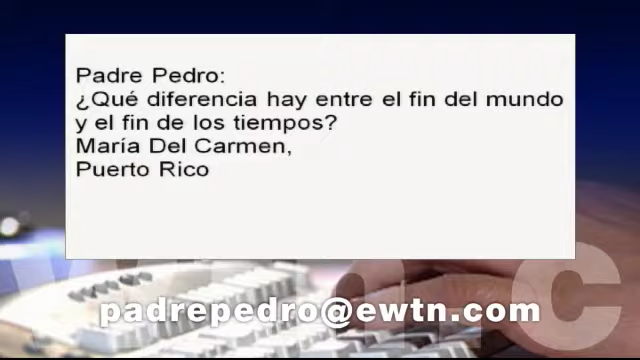 Padre Pedro:
¿Qué diferencia hay entre el fin del mundo
y el fin de los tiempos?
María Del Carmen,
Puerto Rico
padrepedro@ewtn.com